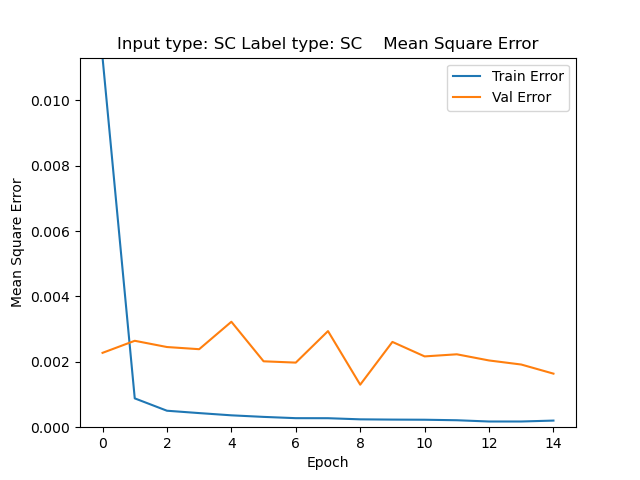 Input type: SC Label type: SC    Mean Square Error
Train Error
Val Error
Mean Square Error
0.010
0.008
0.006
0.004
0.002
0.000
0 2 4 6 8 10 12 14
Epoch